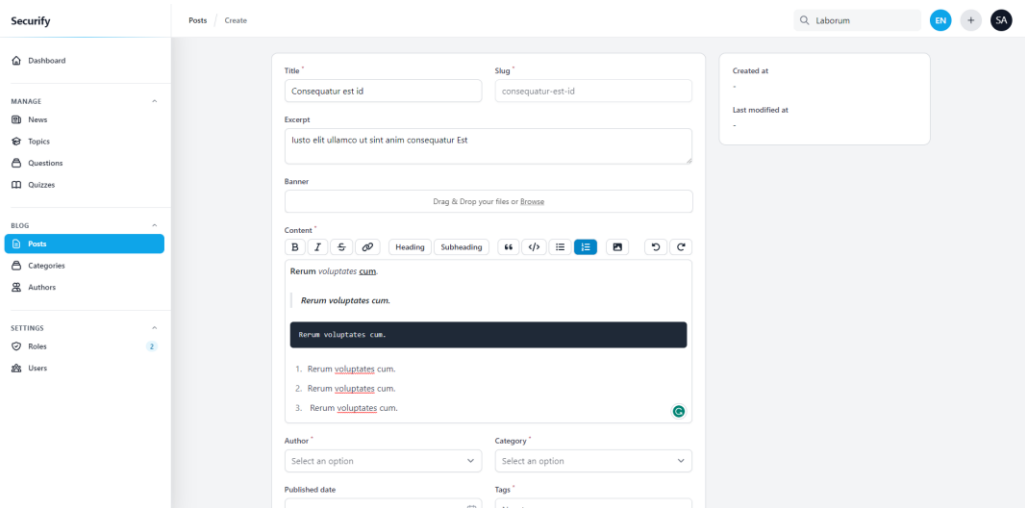 Securify
Posts / Create
Laborum
EN
+
SA
Dashboard
MANAGE
News
Topics
Questions
Quizzes
BLOG
Posts
Categories
Authors
SETTINGS
Roles 2
Users
Title *
Slug *
Consequatur est id
consequatur-est-id
Excerpt
Iusto elit ullamco ut sint anim consequatur Est
Banner
Drag & Drop your files or Browse
Content *
B I S Heading Subheading
Rerum voluptates cum.
Rerum voluptates cum.
Rerum voluptates cum.
1. Rerum voluptates cum.
2. Rerum voluptates cum.
3. Rerum voluptates cum.
Author *
Category *
Select an option
Select an option
Published date
Tags *
Created at
-
Last modified at
-